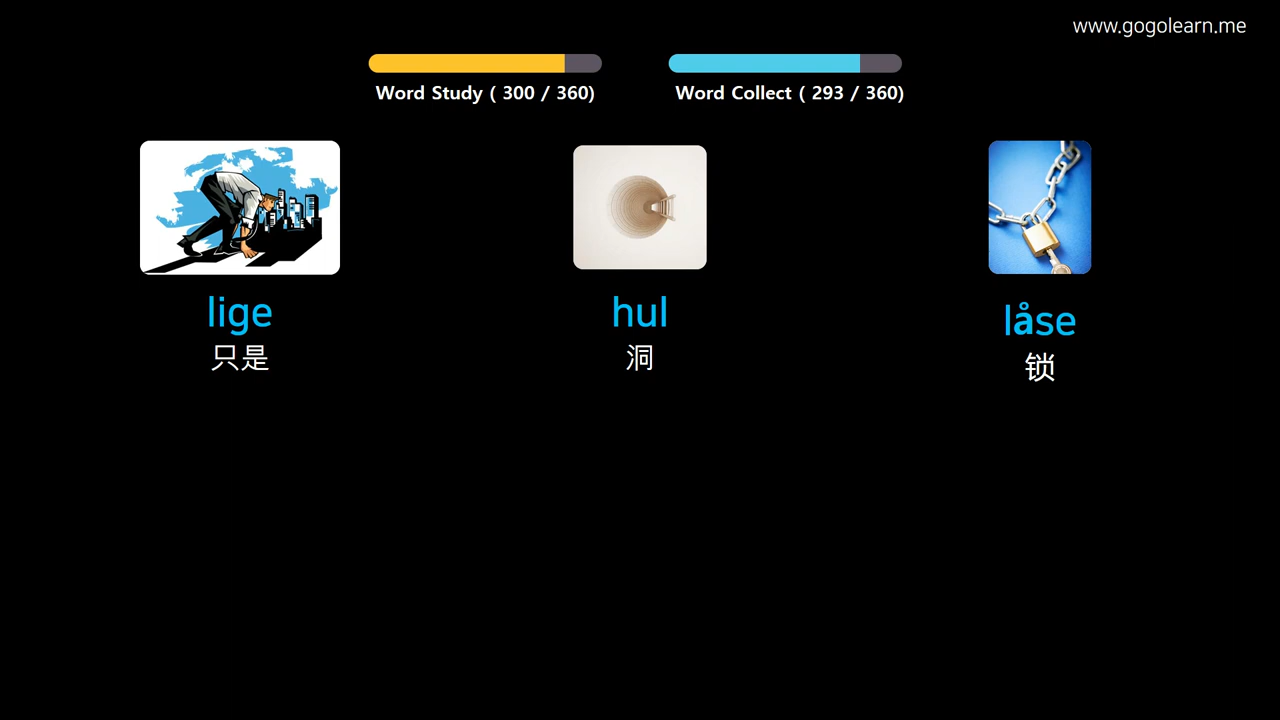 www.gogolearn.me
Word Study ( 300 / 360)
Word Collect ( 293 / 360)
lige
只是
hul
洞
låse
锁